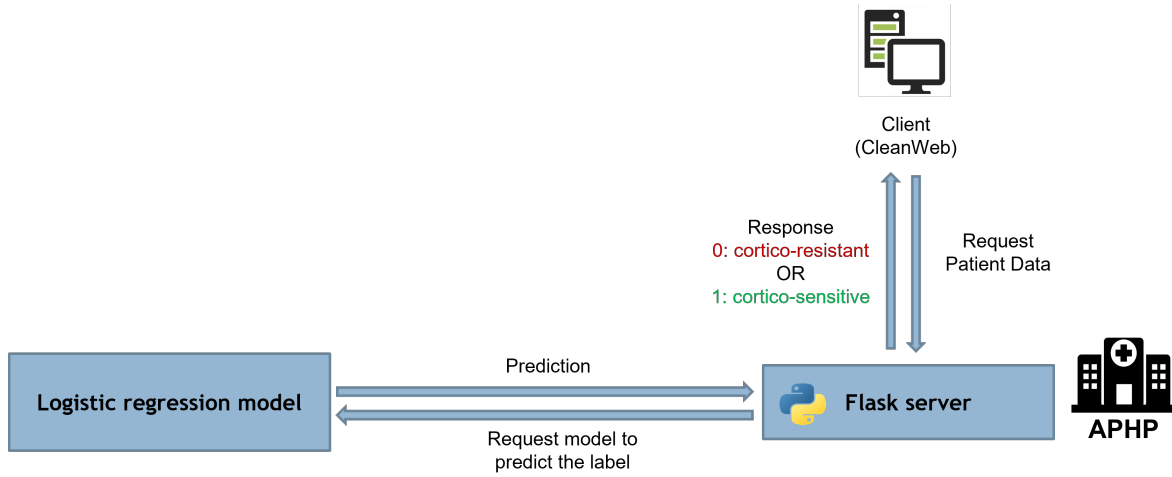 Client
(CleanWeb)
Response
0: cortico-resistant
OR
1: cortico-sensitive
Request
Patient Data
Logistic regression model
Prediction
Request model to
predict the label
Flask server
APHP